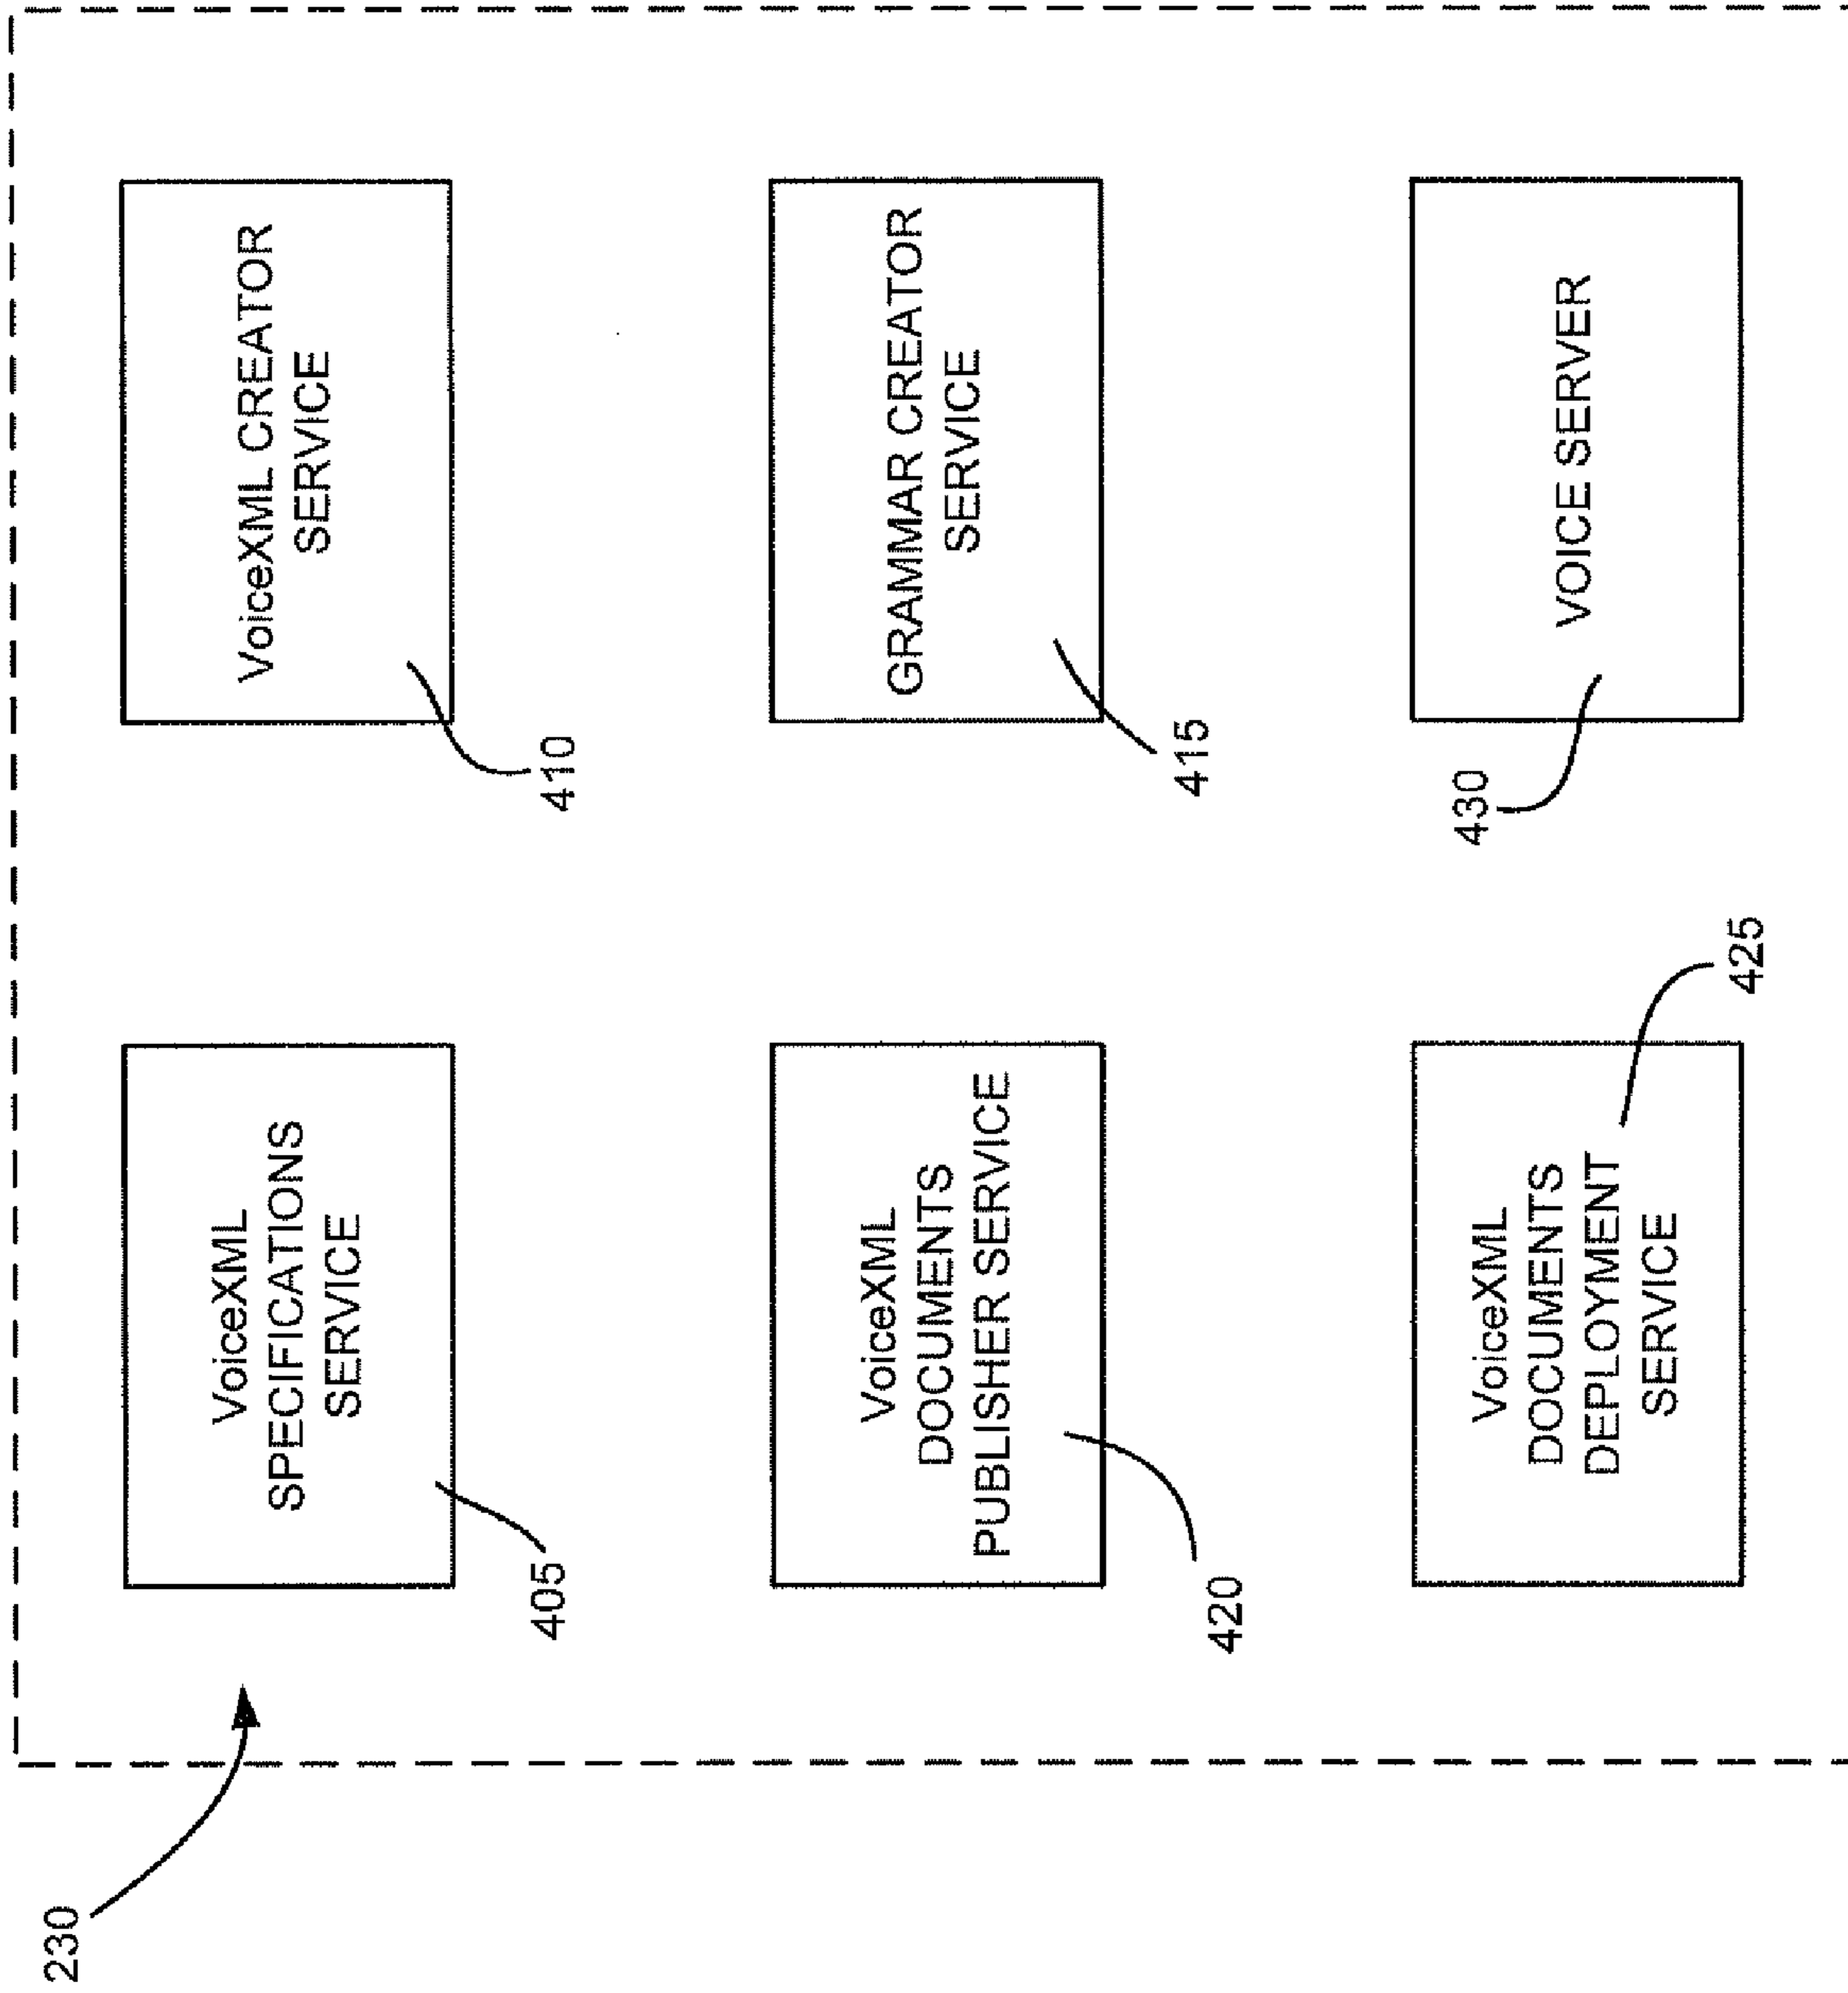 230
VoiceXML
SPECIFICATIONS
SERVICE
405
VoiceXML CREATOR
SERVICE
410
VoiceXML
DOCUMENTS
PUBLISHER SERVICE
420
GRAMMAR CREATOR
SERVICE
415
VoiceXML
DOCUMENTS
DEPLOYMENT
SERVICE
425
VOICE SERVER
430